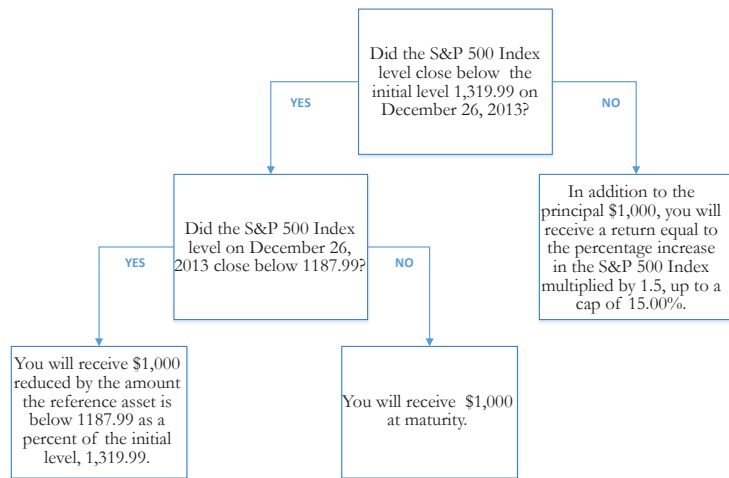 Did the S&P 500 Index
level close below the
initial level 1,319.99 on
December 26, 2013?
YES
NO
Did the S&P 500 Index
level on December 26,
2013 close below 1187.99?
In addition to the
principal $1,000, you will
receive a return equal to
the percentage increase
in the S&P 500 Index
multiplied by 1.5, up to a
cap of 15.00%.
YES
NO
You will receive $1,000
reduced by the amount
the reference asset is
below 1187.99 as a
percent of the initial
level, 1,319.99.
You will receive $1,000
at maturity.